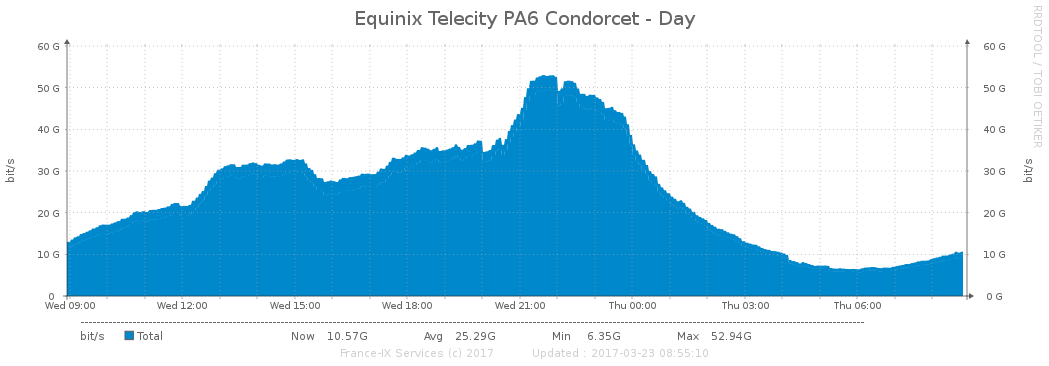 Equinix Telecity PA6 Condorcet - Day
RRDTOOL / TOBI OETIKER
60 G 60 G
50 G 50 G
40 G 40 G
30 G 30 G
20 G 20 G
10 G 10 G
0 0 G
bit/s
bit/s
Wed 09:00 Wed 12:00 Wed 15:00 Wed 18:00 Wed 21:00 Thu 00:00 Thu 03:00 Thu 06:00
bit/s Total Now 10.57G Avg 25.29G Min 6.35G Max 52.94G
France-IX Services (c) 2017 Updated : 2017-03-23 08:55:10